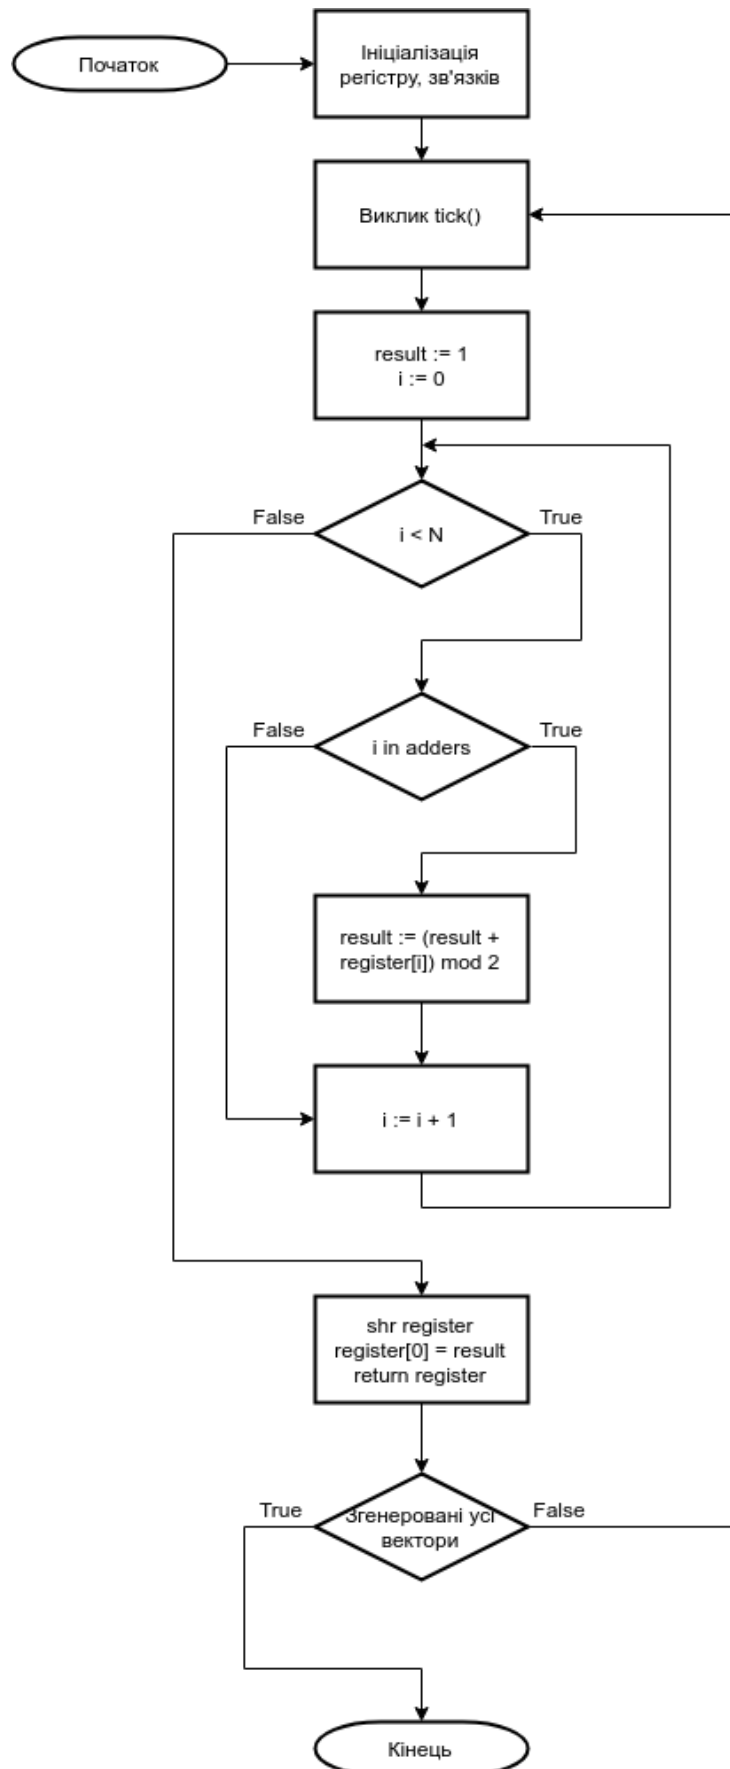 Початок
Ініціалізація
регістру, зв'язків
Виклик tick()
result := 1
i := 0
False
True
i < N
False
True
i in adders
result := (result +
register[i]) mod 2
i := i + 1
shr register
register[0] = result
return register
True
False
Згенеровані усі
вектори
Кінець